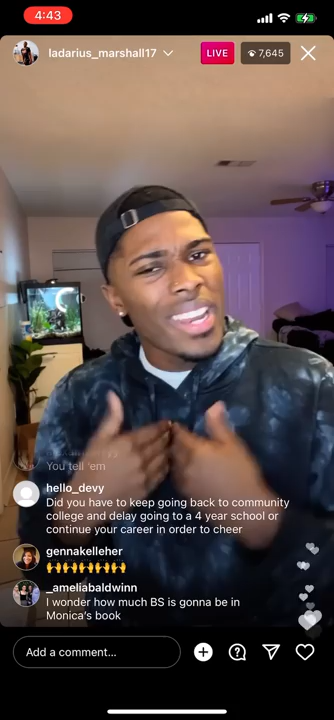 4:43
ladarius_marshall17
LIVE
7,645
You tell 'em
hello_devy
Did you have to keep going back to community
college and delay going to a 4 year school or
continue your career in order to cheer
gennakelleher
🙌🙌🙌🙌🙌🙌🙌
_ameliabaldwinn
I wonder how much BS is gonna be in
Monica's book
Add a comment...